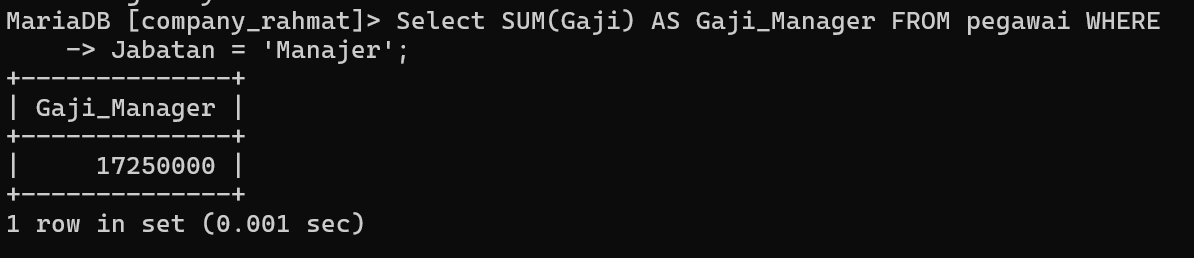 MariaDB [company_rahmat]> Select SUM(Gaji) AS Gaji_Manager FROM pegawai WHERE
    -> Jabatan = 'Manajer';
+--------------+
| Gaji_Manager |
+--------------+
|     17250000 |
+--------------+
1 row in set (0.001 sec)